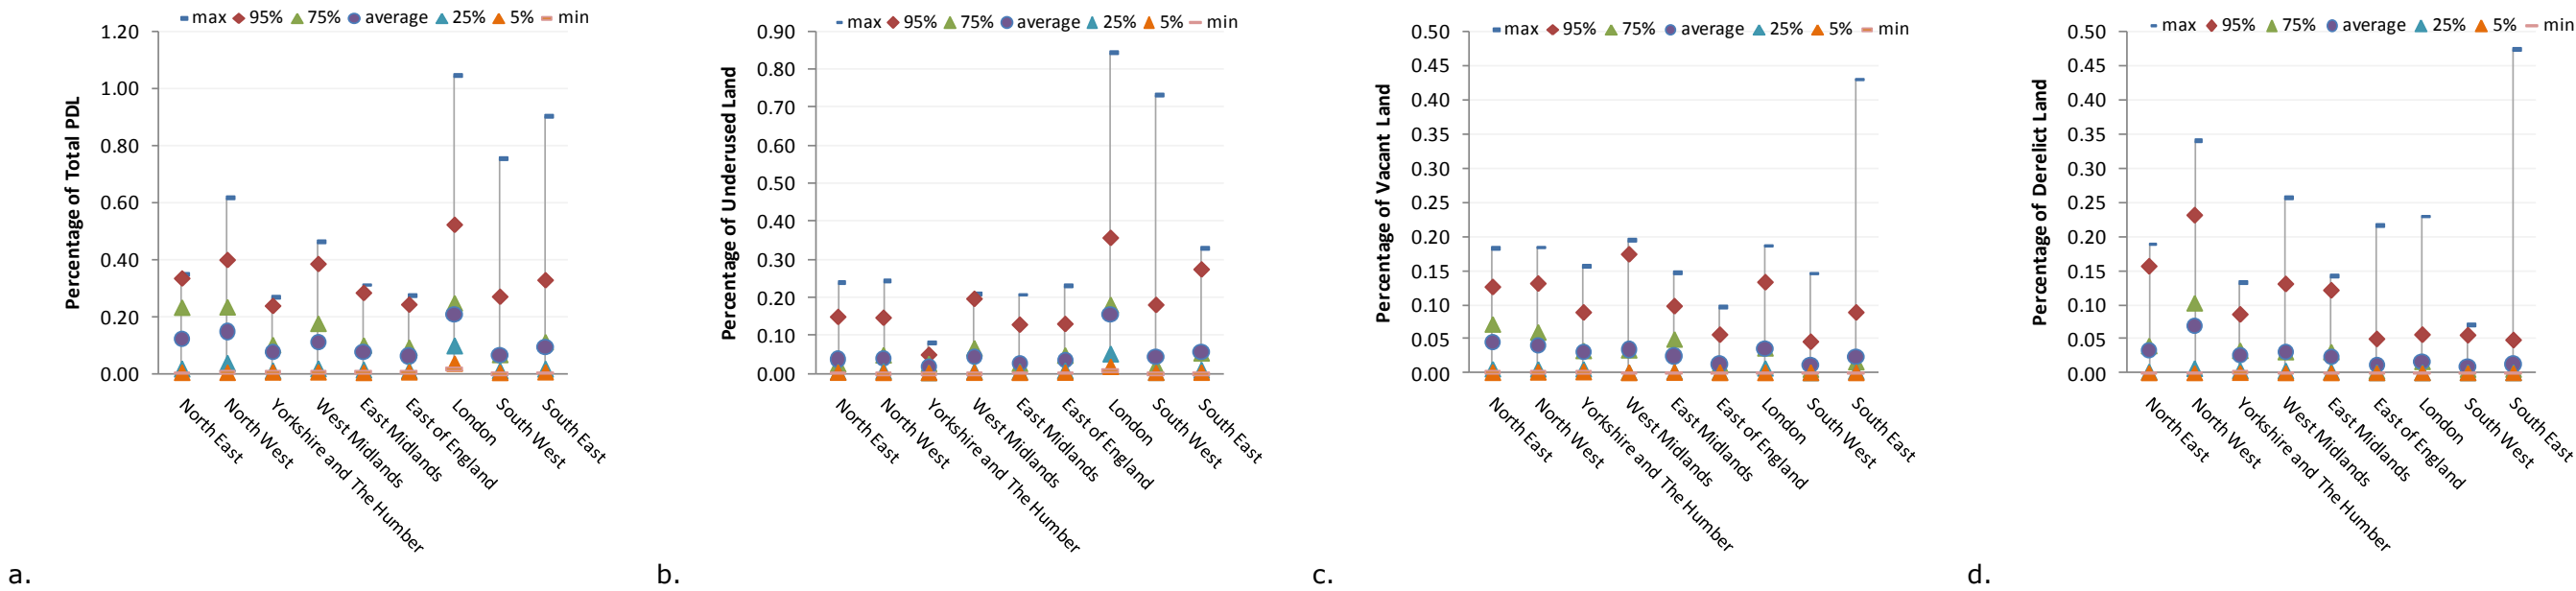 max 95% 75% average 25% 5% min
Percentage of Total PDL
1.20
1.00
0.80
0.60
0.40
0.20
0.00
North East
North West
Yorkshire and The Humber
West Midlands
East Midlands
East of England
London
South West
South East
a.
max 95% 75% average 25% 5% min
Percentage of Underused Land
0.90
0.80
0.70
0.60
0.50
0.40
0.30
0.20
0.10
0.00
North East
North West
Yorkshire and The Humber
West Midlands
East Midlands
East of England
London
South West
South East
b.
max 95% 75% average 25% 5% min
Percentage of Vacant Land
0.50
0.45
0.40
0.35
0.30
0.25
0.20
0.15
0.10
0.05
0.00
North East
North West
Yorkshire and The Humber
West Midlands
East Midlands
East of England
London
South West
South East
c.
max 95% 75% average 25% 5% min
Percentage of Derelict Land
0.50
0.45
0.40
0.35
0.30
0.25
0.20
0.15
0.10
0.05
0.00
North East
North West
Yorkshire and The Humber
West Midlands
East Midlands
East of England
London
South West
South East
d.